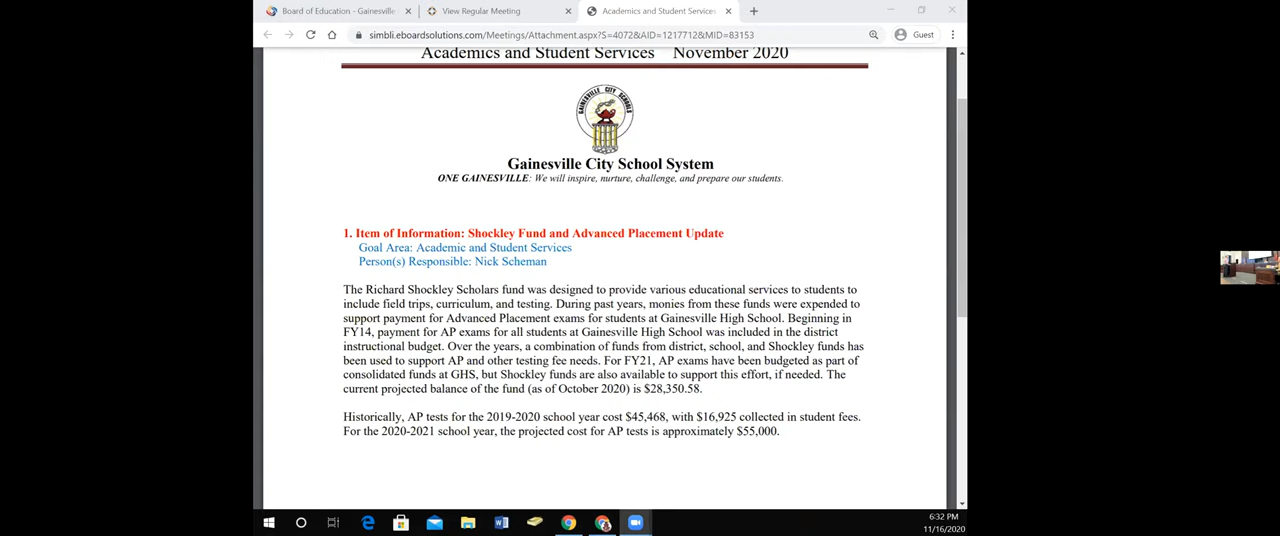 Board of Education - Gainesville
View Regular Meeting
Academics and Student Services
simbli.eboardsolutions.com/Meetings/Attachment.aspx?S=4072&AID=1217712&MID=83153
Guest
Academics and Student Services November 2020
GAINESVILLE CITY SCHOOLS
Gainesville City School System
ONE GAINESVILLE: We will inspire, nurture, challenge, and prepare our students.
1. Item of Information: Shockley Fund and Advanced Placement Update
Goal Area: Academic and Student Services
Person(s) Responsible: Nick Scheman
The Richard Shockley Scholars fund was designed to provide various educational services to students to
include field trips, curriculum, and testing. During past years, monies from these funds were expended to
support payment for Advanced Placement exams for students at Gainesville High School. Beginning in
FY14, payment for AP exams for all students at Gainesville High School was included in the district
instructional budget. Over the years, a combination of funds from district, school, and Shockley funds has
been used to support AP and other testing fee needs. For FY21, AP exams have been budgeted as part of
consolidated funds at GHS, but Shockley funds are also available to support this effort, if needed. The
current projected balance of the fund (as of October 2020) is $28,350.58.
Historically, AP tests for the 2019-2020 school year cost $45,468, with $16,925 collected in student fees.
For the 2020-2021 school year, the projected cost for AP tests is approximately $55,000.
6:32 PM
11/16/2020